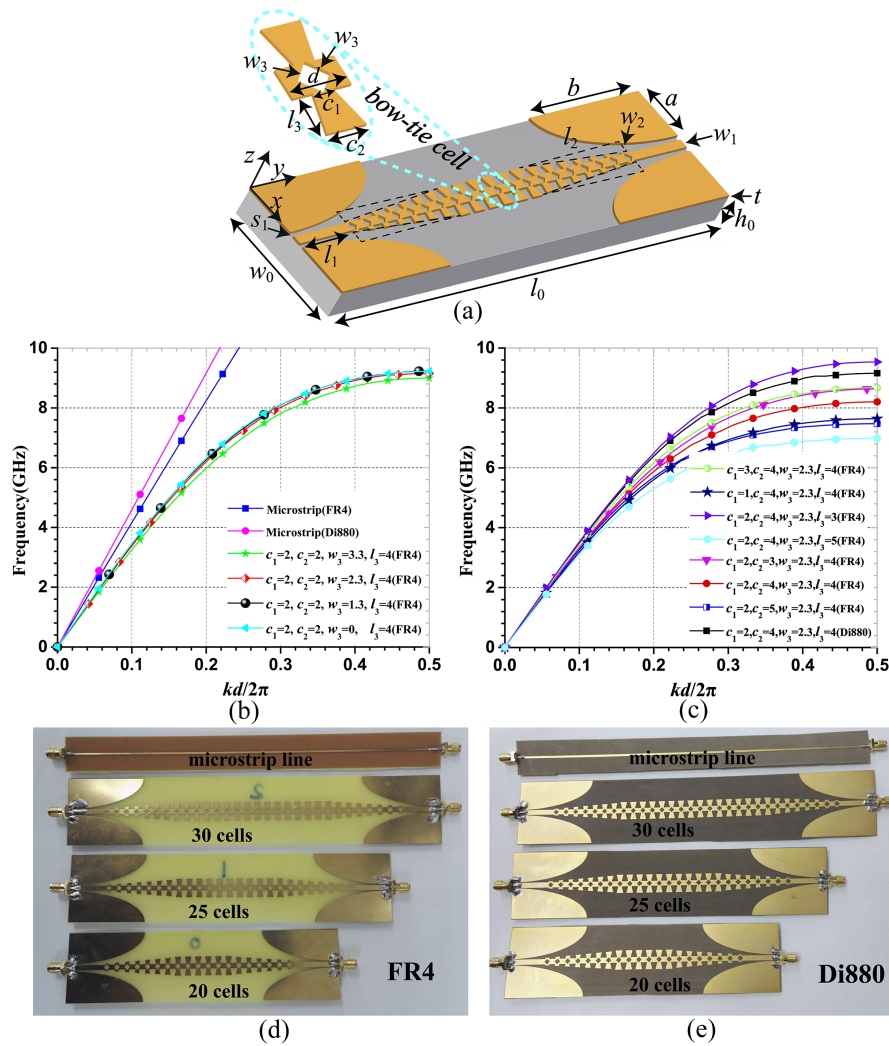 w₃
w₃
d
c₁
l₃
c₂
bow-tie cell
b
a
w₂
w₁
l₂
z
y
x
s₁
l₁
t
h₀
w₀
l₀
(a)
10
8
6
4
2
0
Frequency(GHz)
0.0 0.1 0.2 0.3 0.4 0.5
kd/2π
Microstrip(FR4)
Microstrip(Di880)
c₁=2, c₂=2, w₃=3.3, l₃=4(FR4)
c₁=2, c₂=2, w₃=2.3, l₃=4(FR4)
c₁=2, c₂=2, w₃=1.3, l₃=4(FR4)
c₁=2, c₂=2, w₃=0, l₃=4(FR4)
(b)
10
8
6
4
2
0
Frequency(GHz)
0.0 0.1 0.2 0.3 0.4 0.5
kd/2π
c₁=3,c₂=4,w₃=2.3,l₃=4(FR4)
c₁=1,c₂=4,w₃=2.3,l₃=4(FR4)
c₁=2,c₂=4,w₃=2.3,l₃=3(FR4)
c₁=2,c₂=4,w₃=2.3,l₃=5(FR4)
c₁=2,c₂=3,w₃=2.3,l₃=4(FR4)
c₁=2,c₂=4,w₃=2.3,l₃=4(FR4)
c₁=2,c₂=5,w₃=2.3,l₃=4(FR4)
c₁=2,c₂=4,w₃=2.3,l₃=4(Di880)
(c)
microstrip line
30 cells
25 cells
20 cells
FR4
(d)
microstrip line
30 cells
25 cells
20 cells
Di880
(e)